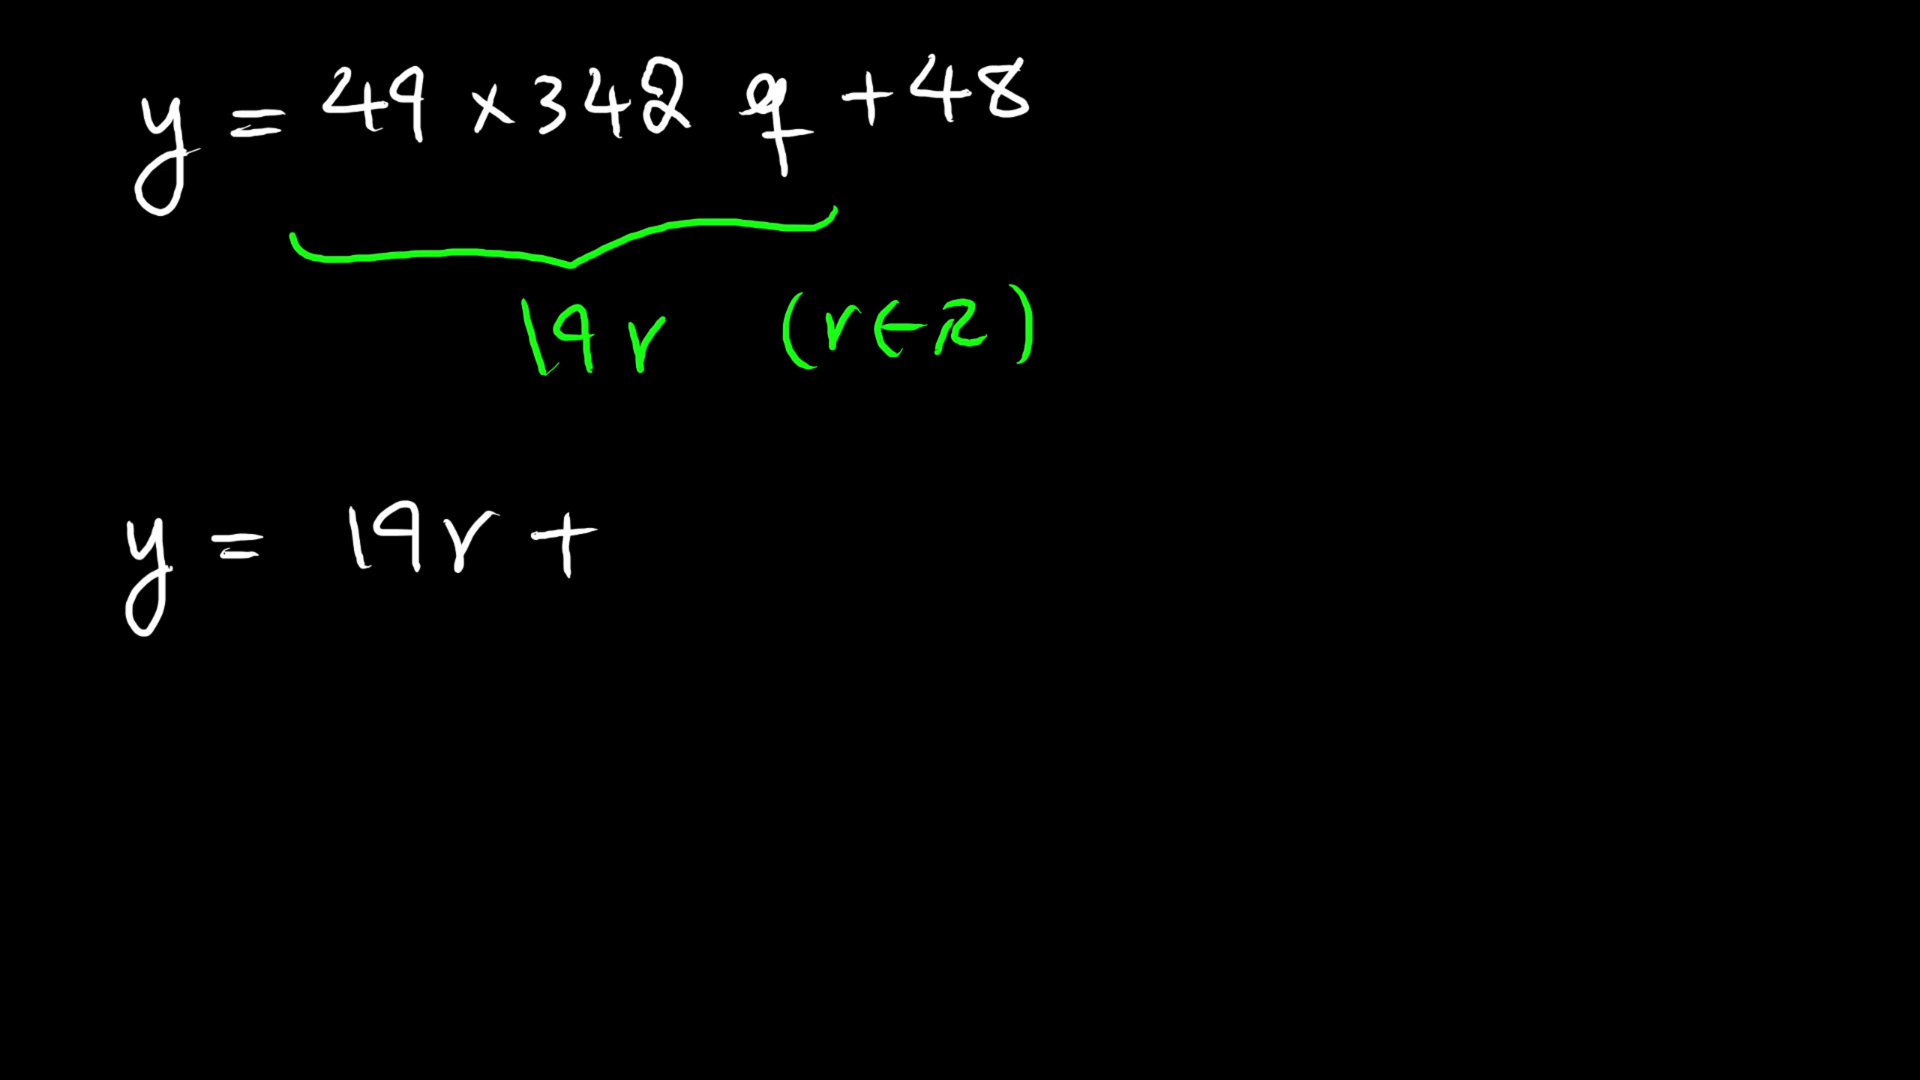 y = 49 × 342 q + 48
19r (r ∈ Z)
y = 19r +